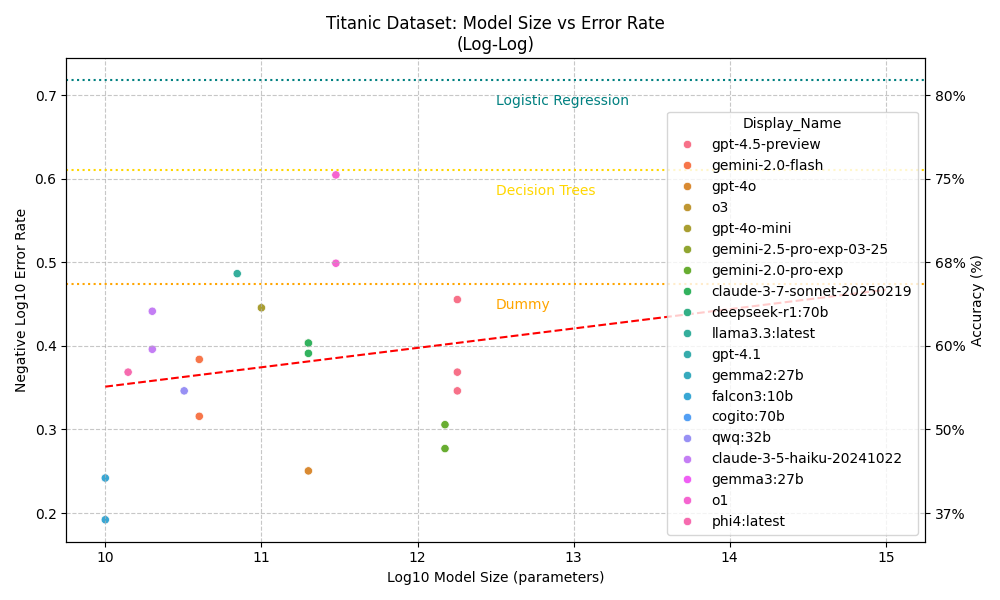 Titanic Dataset: Model Size vs Error Rate
(Log-Log)
Negative Log10 Error Rate
0.7
0.6
0.5
0.4
0.3
0.2
Logistic Regression
Decision Trees
Dummy
Display_Name
gpt-4.5-preview
gemini-2.0-flash
gpt-4o
o3
gpt-4o-mini
gemini-2.5-pro-exp-03-25
gemini-2.0-pro-exp
claude-3-7-sonnet-20250219
deepseek-r1:70b
llama3.3:latest
gpt-4.1
gemma2:27b
falcon3:10b
cogito:70b
qwq:32b
claude-3-5-haiku-20241022
gemma3:27b
o1
phi4:latest
80%
75%
68%
60%
50%
37%
Accuracy (%)
10 11 12 13 14 15
Log10 Model Size (parameters)